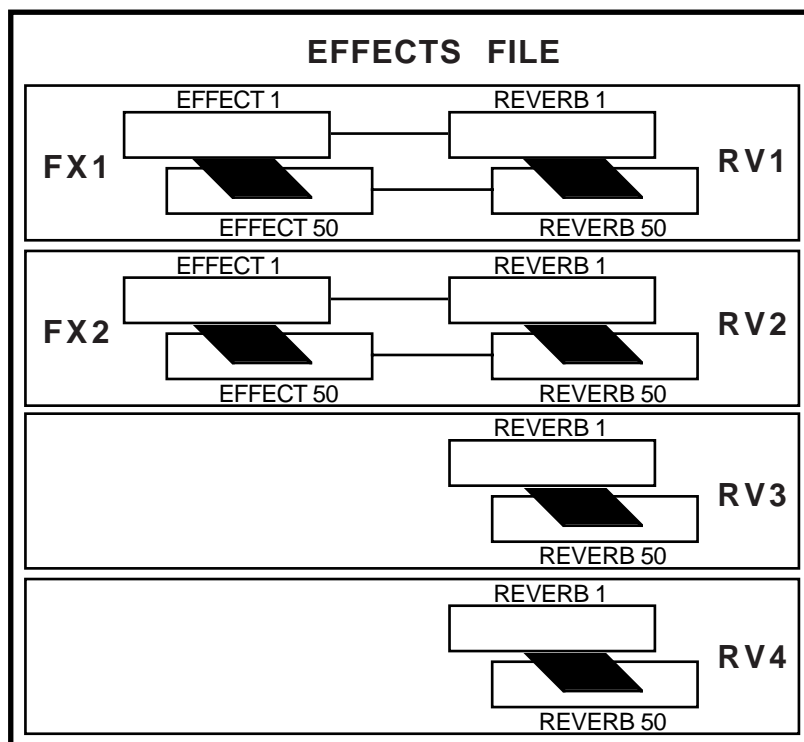 EFFECTS FILE
EFFECT 1 REVERB 1
FX1 RV1
EFFECT 50 REVERB 50
EFFECT 1 REVERB 1
FX2 RV2
EFFECT 50 REVERB 50
REVERB 1
RV3
REVERB 50
REVERB 1
RV4
REVERB 50